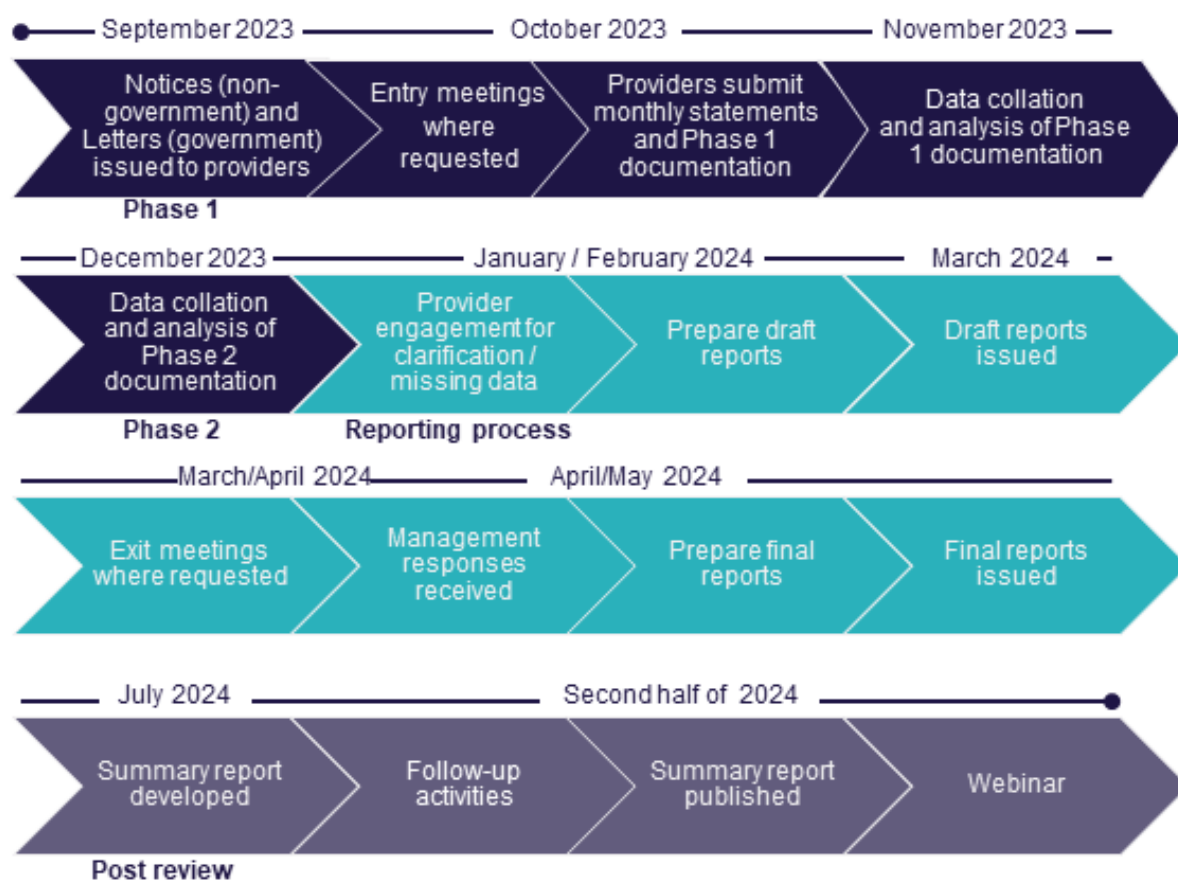 September 2023 October 2023 November 2023
Notices (non-
government) and
Letters (government)
issued to providers
Entry meetings
where
requested
Providers submit
monthly statements
and Phase 1
documentation
Data collation
and analysis of Phase
1 documentation
Phase 1
December 2023 January / February 2024 March 2024
Data collation
and analysis of
Phase 2
documentation
Provider
engagement for
clarification /
missing data
Prepare draft
reports
Draft reports
issued
Phase 2 Reporting process
March/April 2024 April/May 2024
Exit meetings
where requested
Management
responses
received
Prepare final
reports
Final reports
issued
July 2024 Second half of 2024
Summary report
developed
Follow-up
activities
Summary report
published
Webinar
Post review